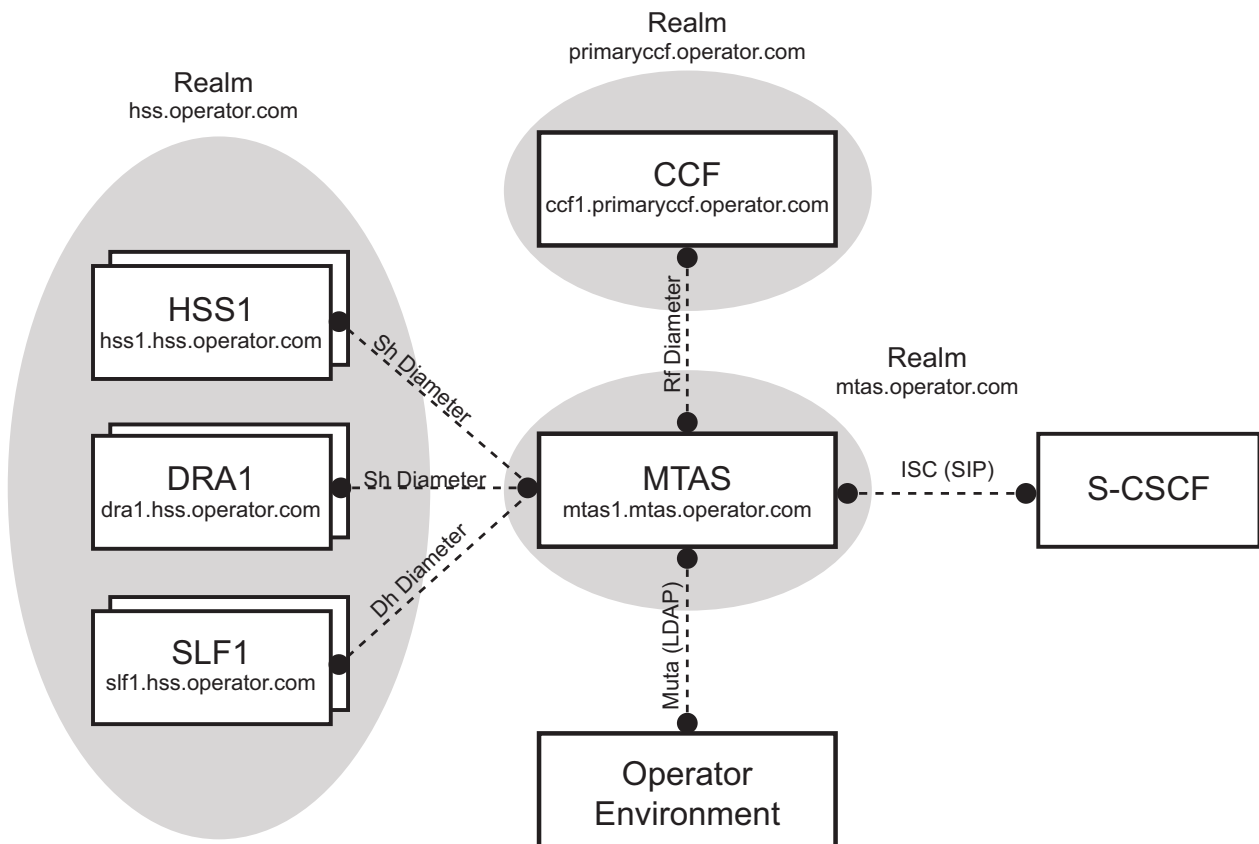 Realm
primaryccf.operator.com
Realm
hss.operator.com
CCF
ccf1.primaryccf.operator.com
HSS1
hss1.hss.operator.com
Sh Diameter
Rf Diameter
Realm
mtas.operator.com
DRA1
dra1.hss.operator.com
Sh Diameter
MTAS
mtas1.mtas.operator.com
ISC (SIP)
S-CSCF
Dh Diameter
SLF1
slf1.hss.operator.com
Muta (LDAP)
Operator
Environment